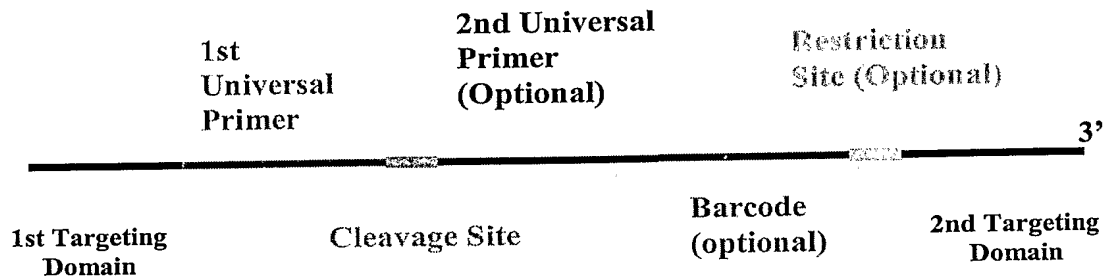 1st
Universal
Primer
2nd Universal
Primer
(Optional)
Restriction
Site (Optional)
3’
1st Targeting
Domain
Cleavage Site
Barcode
(optional)
2nd Targeting
Domain